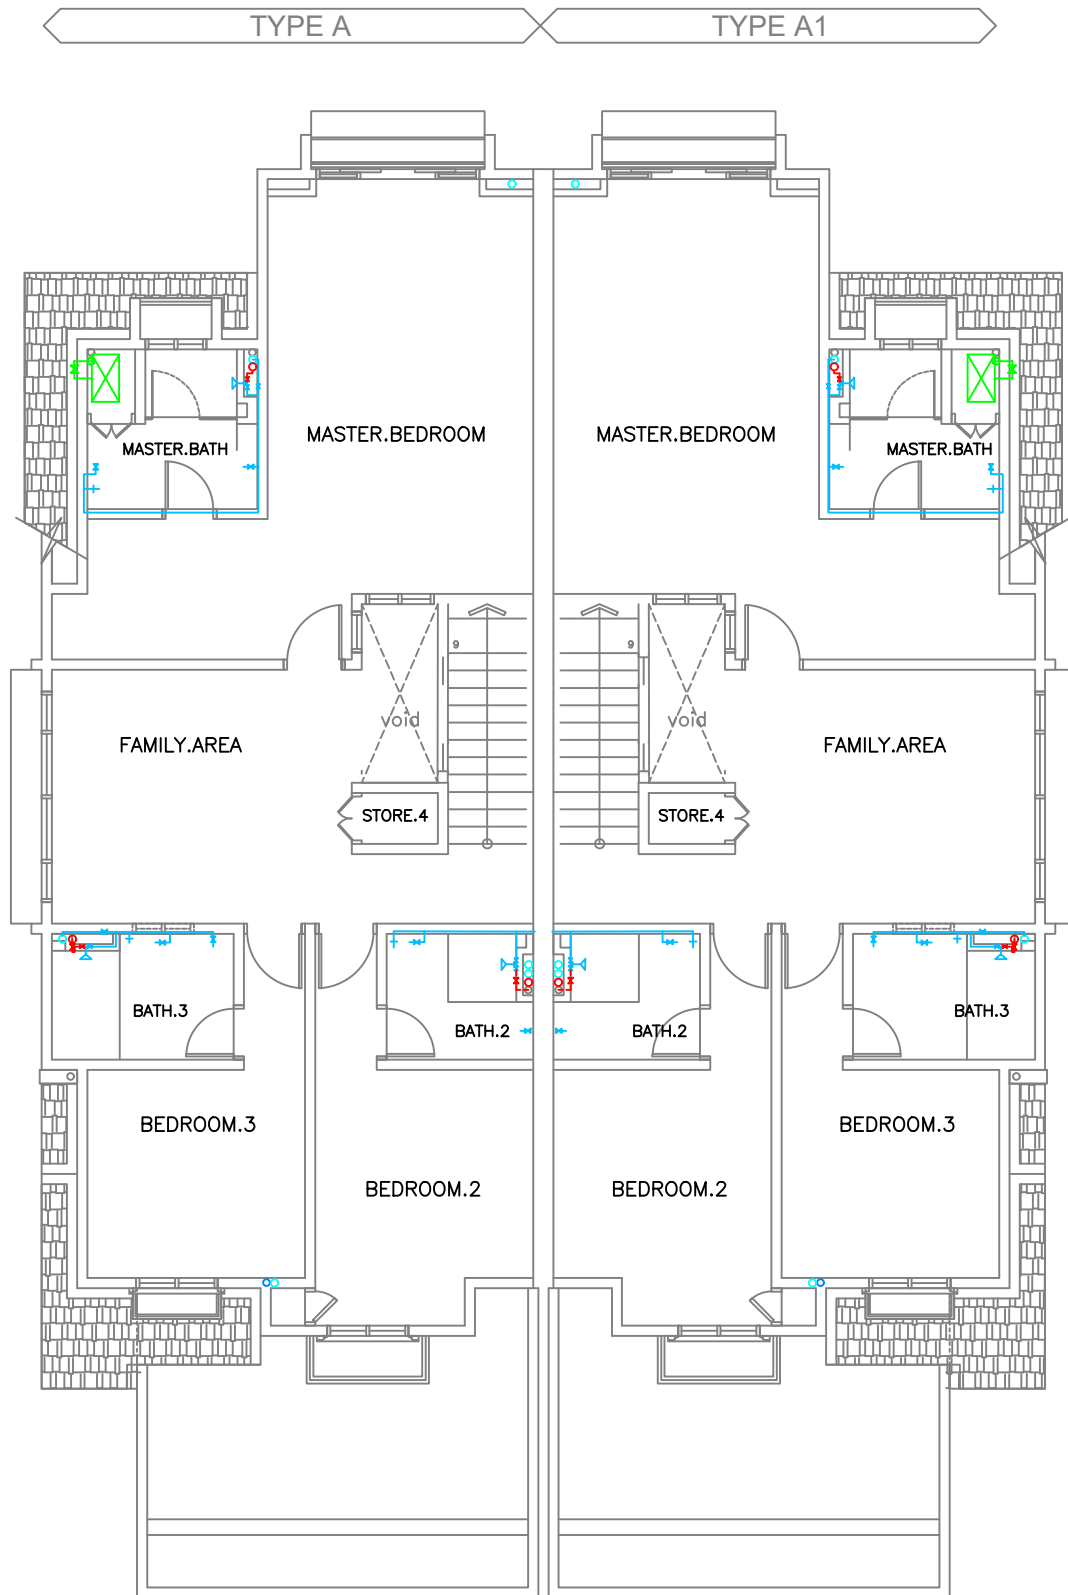 TYPE A TYPE A1
MASTER.BEDROOM MASTER.BEDROOM
MASTER.BATH MASTER.BATH
9 9
void void
FAMILY.AREA FAMILY.AREA
STORE.4 STORE.4
BATH.3 BATH.3
BATH.2 BATH.2
BEDROOM.3 BEDROOM.3
BEDROOM.2 BEDROOM.2